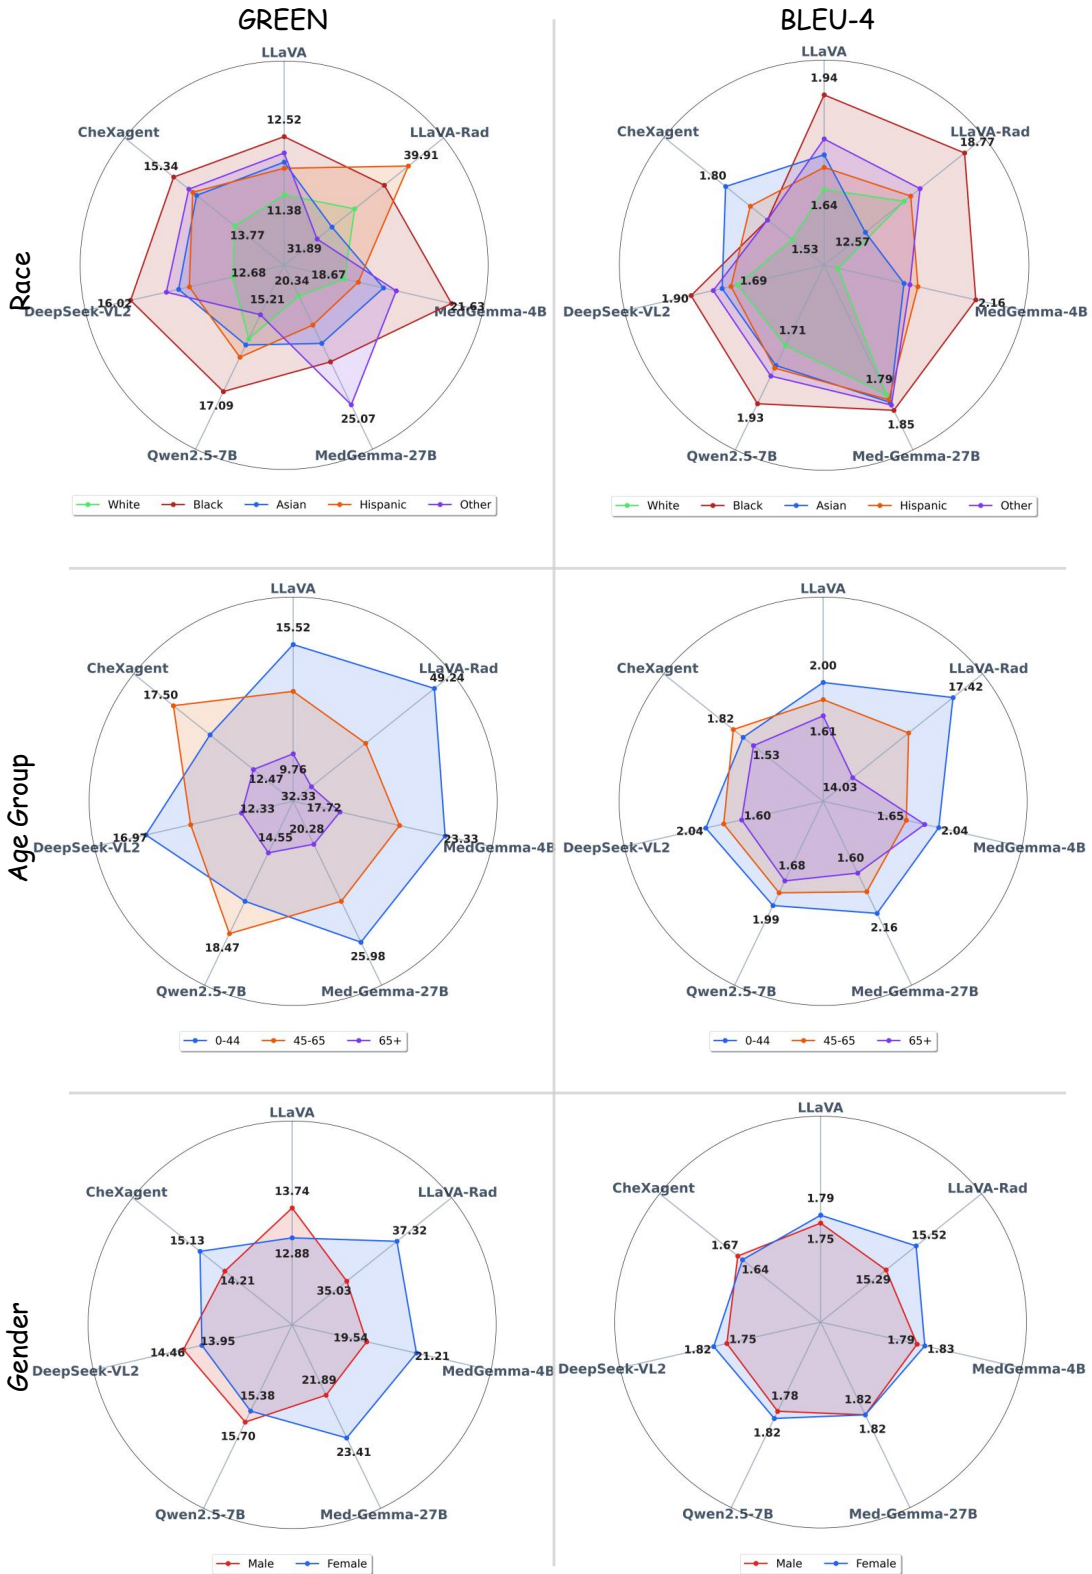 GREEN
BLEU-4
Race
LLaVA
12.52
CheXagent
LLaVA-Rad
15.34
39.91
11.38
13.77
31.89
12.68
20.34
18.67
15.21
16.02
21.63
DeepSeek-VL2
MedGemma-4B
17.09
25.07
Qwen2.5-7B
MedGemma-27B
White Black Asian Hispanic Other
LLaVA
1.94
CheXagent
LLaVA-Rad
18.77
1.80
1.64
1.53
12.57
1.69
1.90
2.16
DeepSeek-VL2
MedGemma-4B
1.71
1.79
1.93
1.85
Qwen2.5-7B
Med-Gemma-27B
White Black Asian Hispanic Other
Age Group
LLaVA
15.52
CheXagent
LLaVA-Rad
49.24
17.50
9.76
12.47
32.33
12.33
17.72
20.28
14.55
16.97
23.33
DeepSeek-VL2
MedGemma-4B
18.47
25.98
Qwen2.5-7B
Med-Gemma-27B
0-44 45-65 65+
LLaVA
2.00
CheXagent
LLaVA-Rad
17.42
1.82
1.61
1.53
14.03
1.60
1.65
2.04
2.04
DeepSeek-VL2
MedGemma-4B
1.68
1.60
1.99
2.16
Qwen2.5-7B
Med-Gemma-27B
0-44 45-65 65+
Gender
LLaVA
13.74
CheXagent
LLaVA-Rad
15.13
37.32
12.88
14.21
35.03
13.95
19.54
14.46
21.21
DeepSeek-VL2
MedGemma-4B
21.89
15.38
15.70
23.41
Qwen2.5-7B
Med-Gemma-27B
Male Female
LLaVA
1.79
CheXagent
LLaVA-Rad
1.67
15.52
1.75
1.64
15.29
1.75
1.79
1.82
1.83
DeepSeek-VL2
MedGemma-4B
1.78
1.82
1.82
1.82
Qwen2.5-7B
Med-Gemma-27B
Male Female